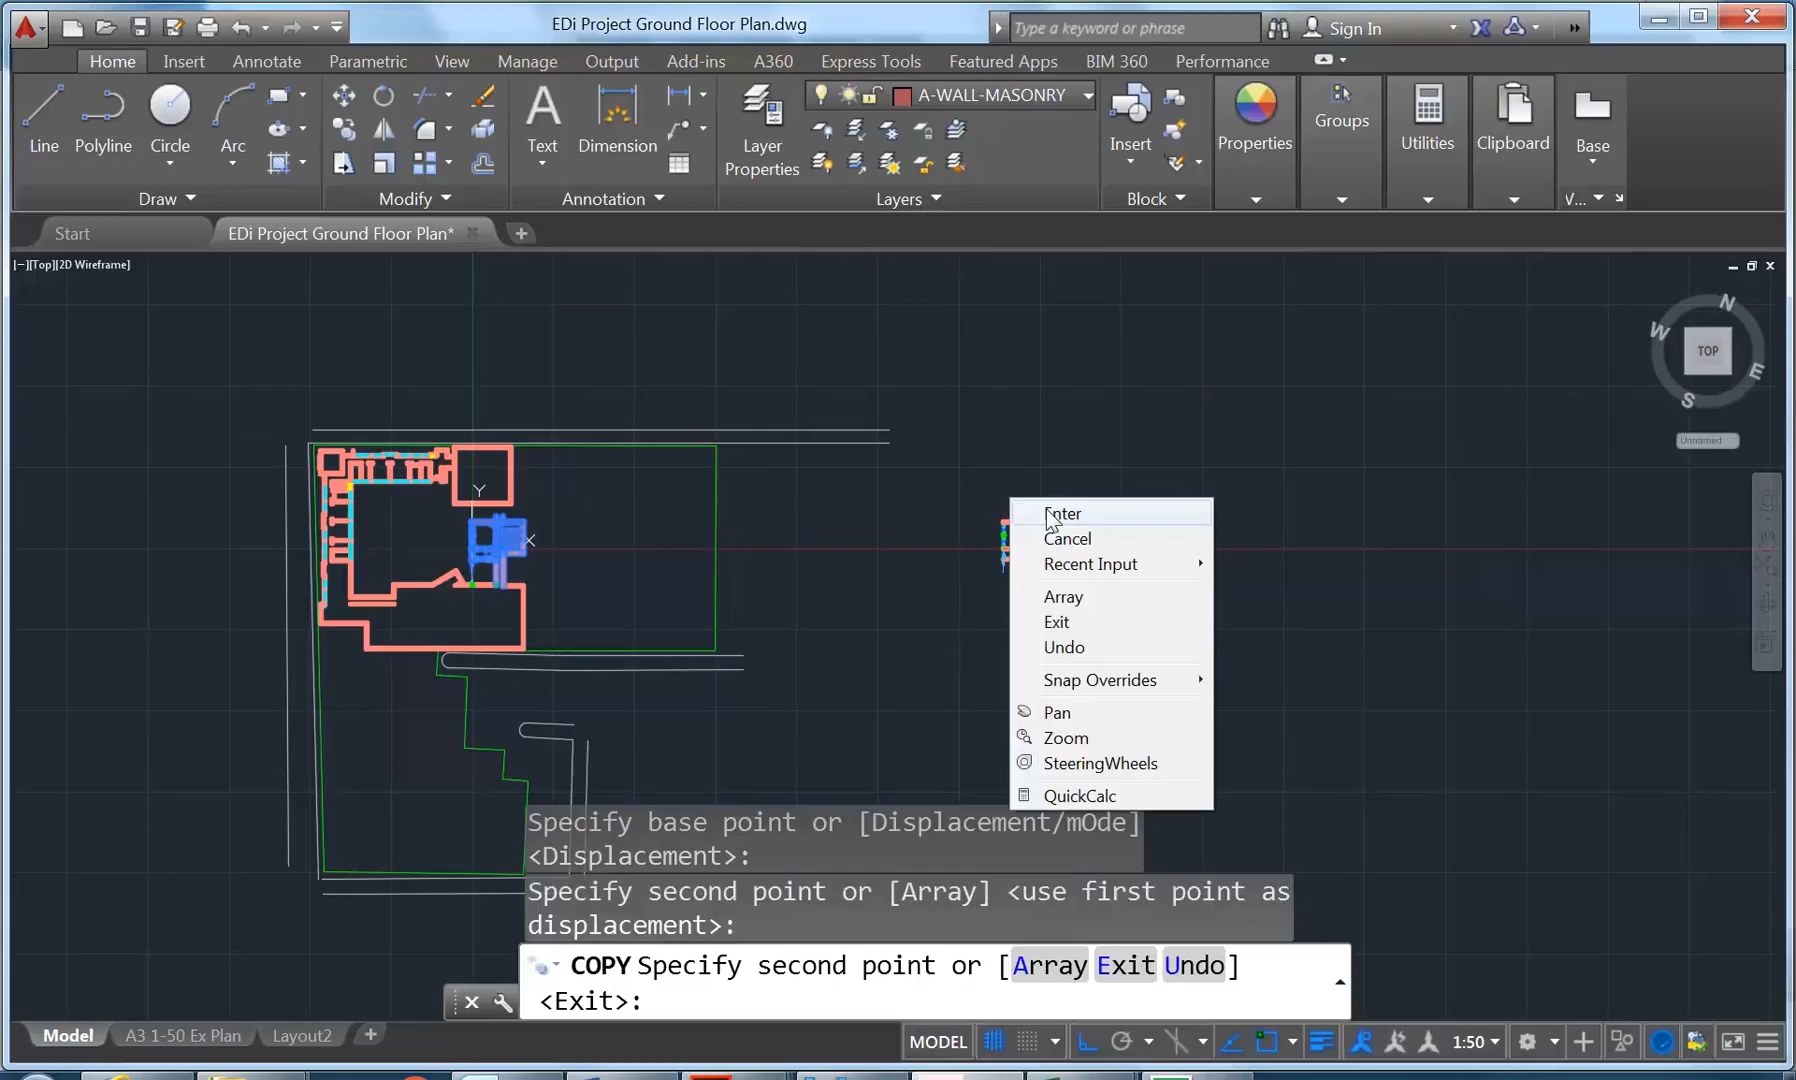 EDi Project Ground Floor Plan.dwg
Type a keyword or phrase
Sign In
Home Insert Annotate Parametric View Manage Output Add-ins A360 Express Tools Featured Apps BIM 360 Performance
A-WALL-MASONRY
Line Polyline Circle Arc
Text Dimension
Layer Properties
Insert
Properties
Groups
Utilities
Clipboard
Base
Draw Modify Annotation Layers Block V...
Start
EDi Project Ground Floor Plan*
[−][Top][2D Wireframe]
N
W
TOP
E
S
Unnamed
Y
X
Enter
Cancel
Recent Input
Array
Exit
Undo
Snap Overrides
Pan
Zoom
SteeringWheels
QuickCalc
Specify base point or [Displacement/mOde]
<Displacement>:
Specify second point or [Array] <use first point as
displacement>:
COPY Specify second point or [Array Exit Undo]
<Exit>:
Model A3 1-50 Ex Plan Layout2
MODEL
1:50